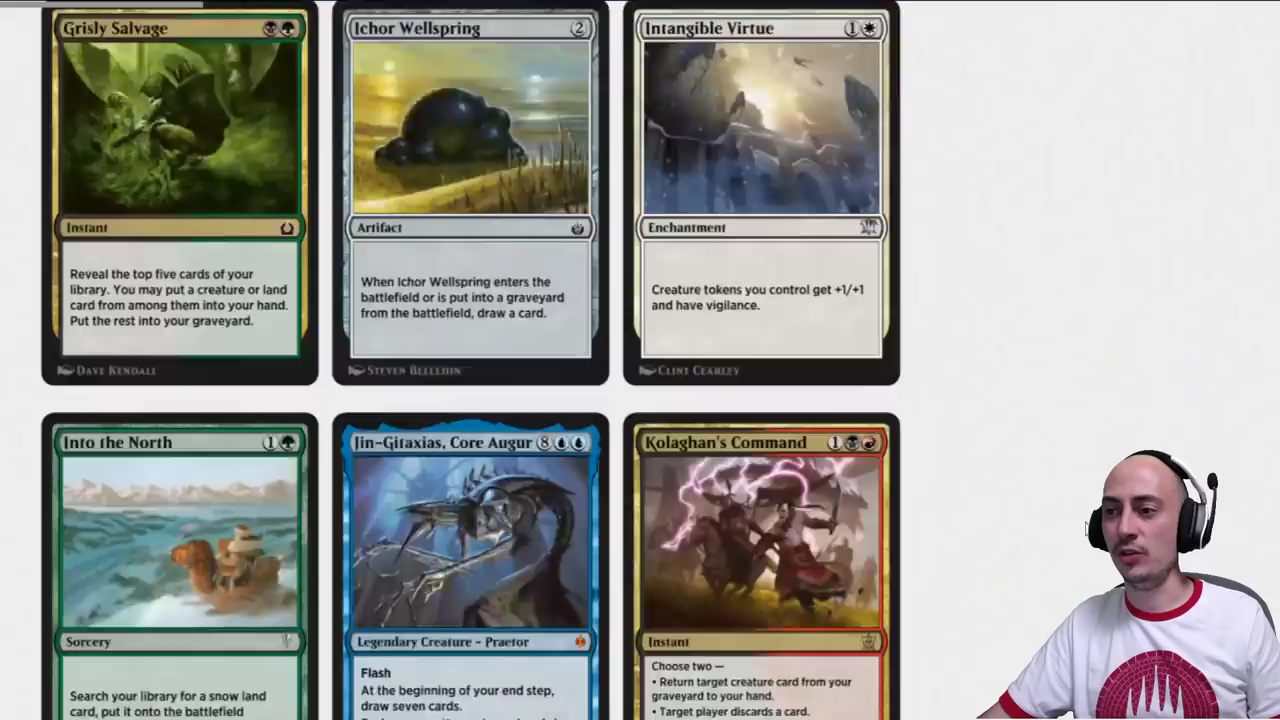 Grisly Salvage
Instant
Reveal the top five cards of your
library. You may put a creature or land
card from among them into your hand.
Put the rest into your graveyard.
DAVE KENDALL
Ichor Wellspring 2
Artifact
When Ichor Wellspring enters the
battlefield or is put into a graveyard
from the battlefield, draw a card.
STEVEN BELLEDIN
Intangible Virtue 1
Enchantment
Creature tokens you control get +1/+1
and have vigilance.
CLINT CEARLEY
Into the North 1
Sorcery
Search your library for a snow land
card, put it onto the battlefield
Jin-Gitaxias, Core Augur 8
Legendary Creature – Praetor
Flash
At the beginning of your end step,
draw seven cards.
Kolaghan's Command 1
Instant
Choose two —
• Return target creature card from your
graveyard to your hand.
• Target player discards a card.